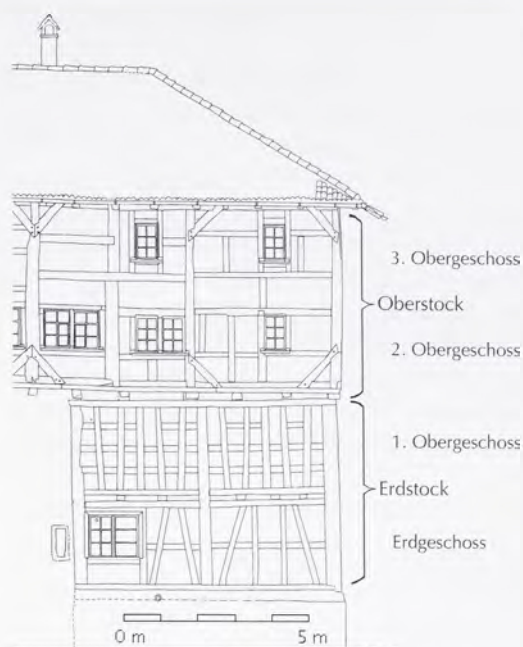 3. Obergeschoss
Oberstock
2. Obergeschoss
1. Obergeschoss
Erdstock
Erdgeschoss
0 m 5 m